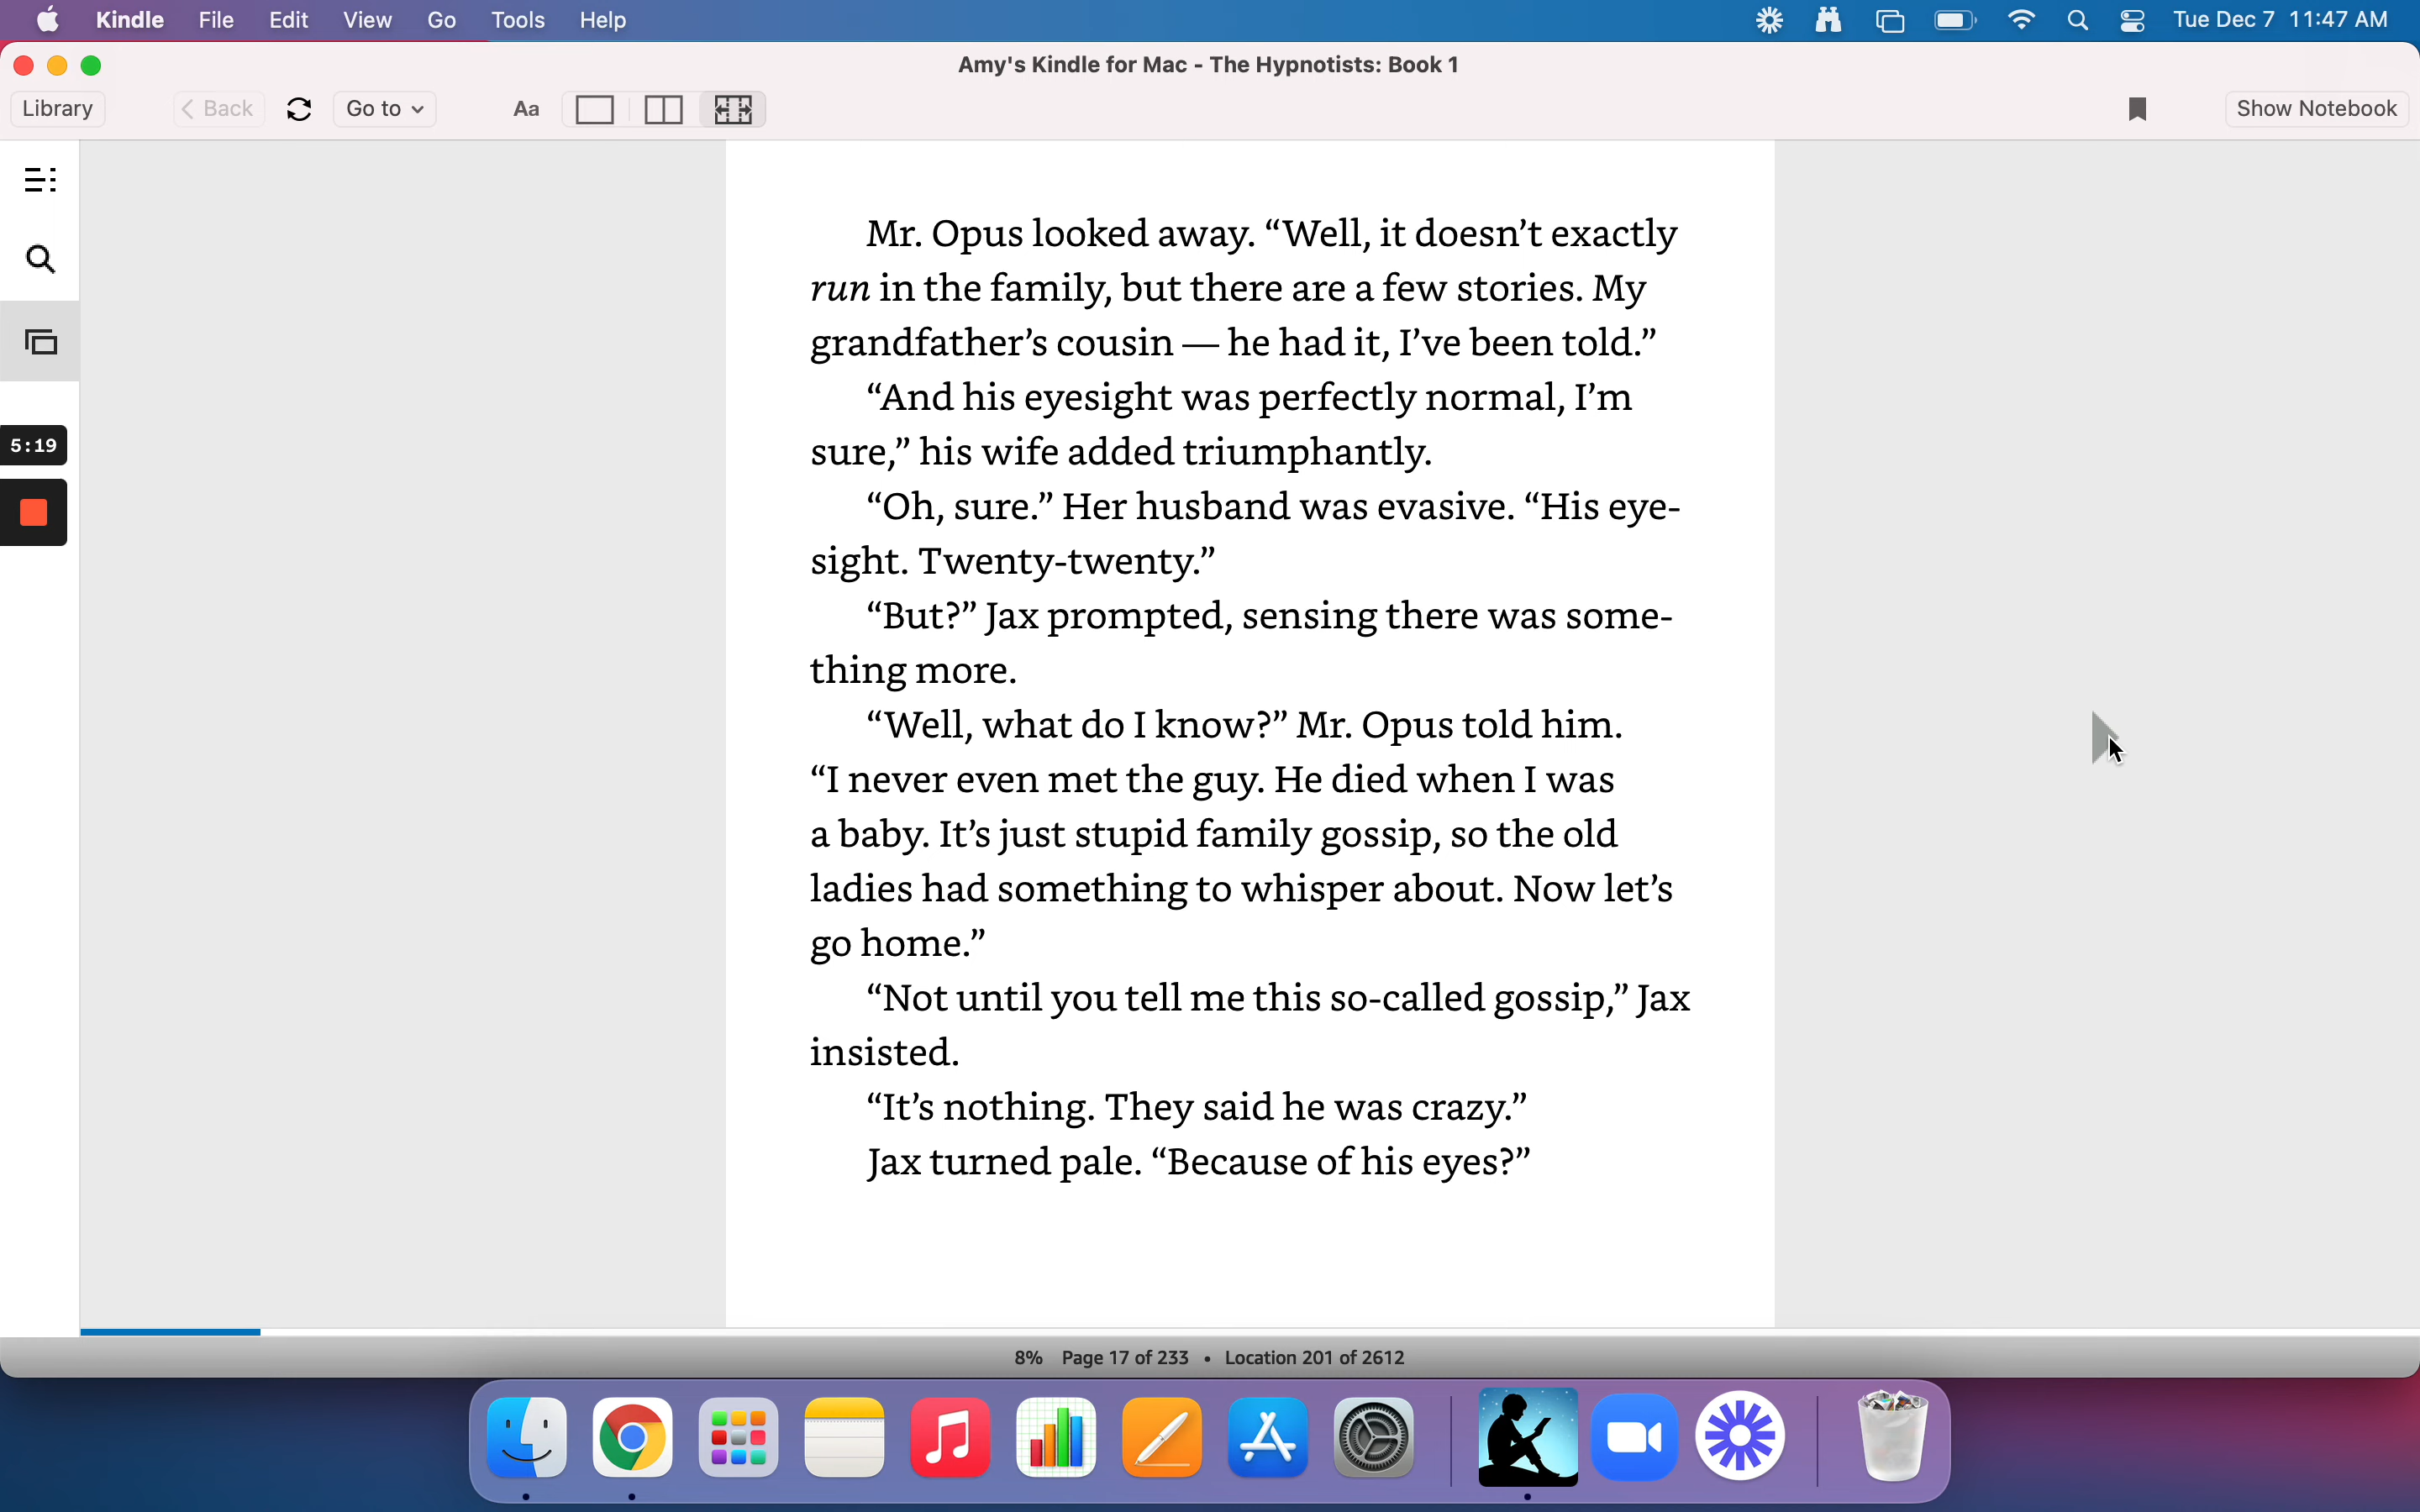 Kindle File Edit View Go Tools Help Tue Dec 7 11:47 AM
Amy's Kindle for Mac - The Hypnotists: Book 1
Library Back Go to Aa Show Notebook
Mr. Opus looked away. “Well, it doesn’t exactly
run in the family, but there are a few stories. My
grandfather’s cousin — he had it, I’ve been told.”
“And his eyesight was perfectly normal, I’m
sure,” his wife added triumphantly.
5:19
“Oh, sure.” Her husband was evasive. “His eye-
sight. Twenty-twenty.”
“But?” Jax prompted, sensing there was some-
thing more.
“Well, what do I know?” Mr. Opus told him.
“I never even met the guy. He died when I was
a baby. It’s just stupid family gossip, so the old
ladies had something to whisper about. Now let’s
go home.”
“Not until you tell me this so-called gossip,” Jax
insisted.
“It’s nothing. They said he was crazy.”
Jax turned pale. “Because of his eyes?”
8% Page 17 of 233 • Location 201 of 2612